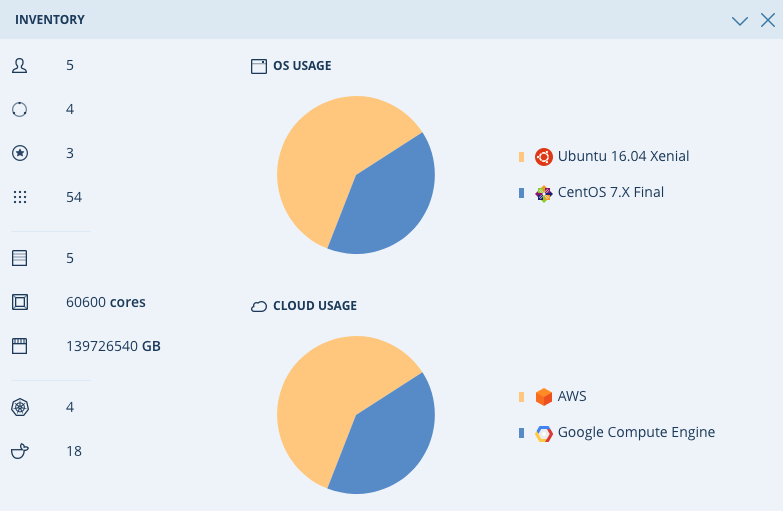 INVENTORY
5
4
3
54
5
60600 cores
139726540 GB
4
18
OS USAGE
Ubuntu 16.04 Xenial
CentOS 7.X Final
CLOUD USAGE
AWS
Google Compute Engine